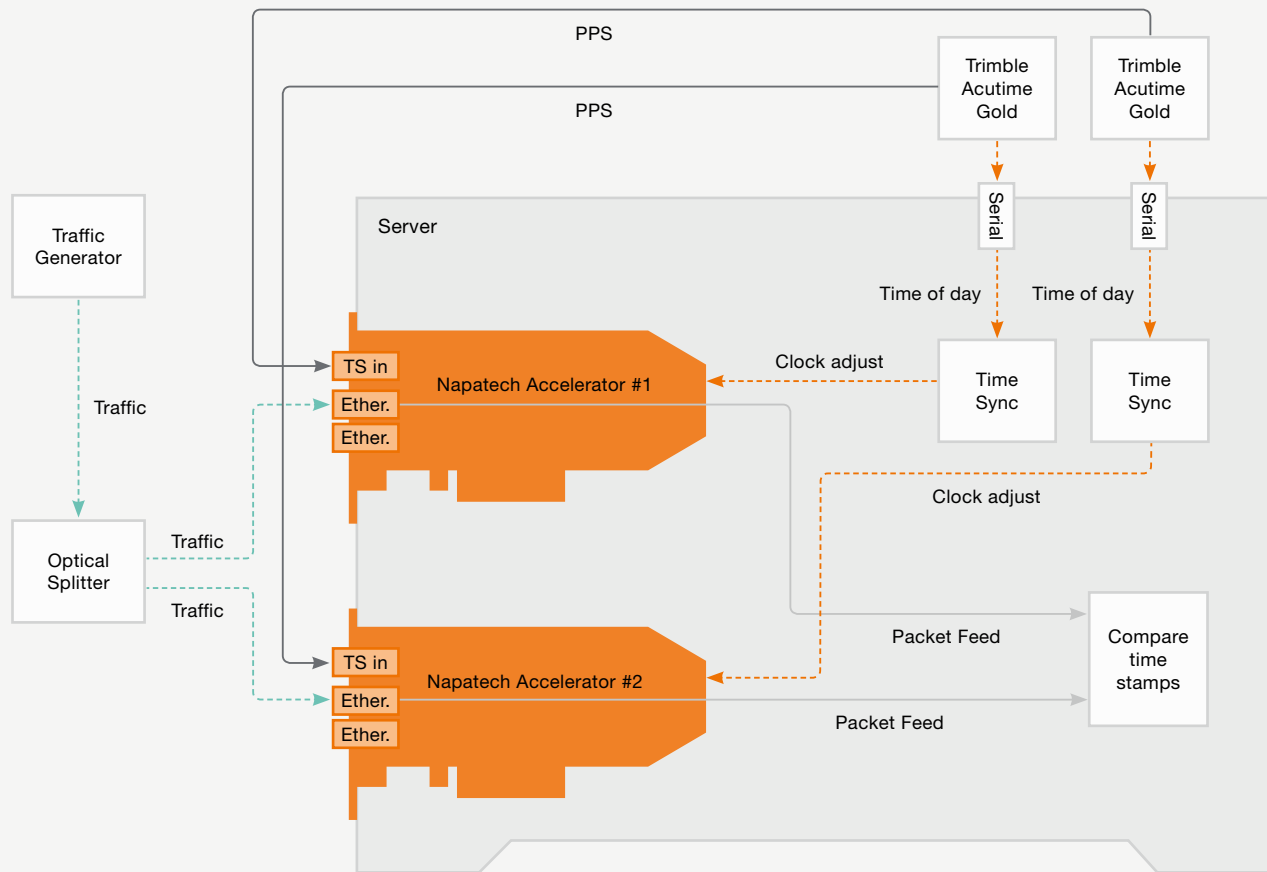 PPS
PPS
Trimble
Acutime
Gold
Trimble
Acutime
Gold
Serial
Serial
Server
Traffic
Generator
Time of day
Time of day
TS in
Ether.
Ether.
Napatech Accelerator #1
Clock adjust
Time
Sync
Time
Sync
Traffic
Clock adjust
Traffic
Optical
Splitter
Traffic
Packet Feed
Compare
time
stamps
TS in
Ether.
Ether.
Napatech Accelerator #2
Packet Feed